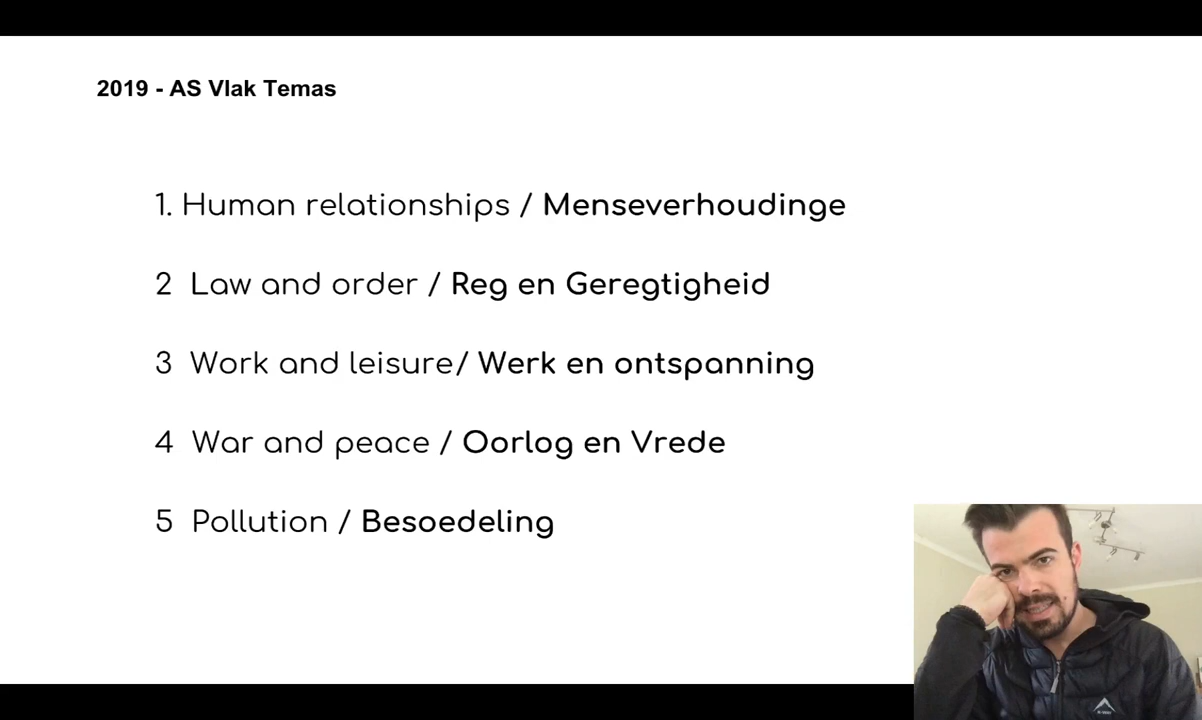 2019 - AS Vlak Temas
1. Human relationships / Menseverhoudinge
2 Law and order / Reg en Geregtigheid
3 Work and leisure/ Werk en ontspanning
4 War and peace / Oorlog en Vrede
5 Pollution / Besoedeling